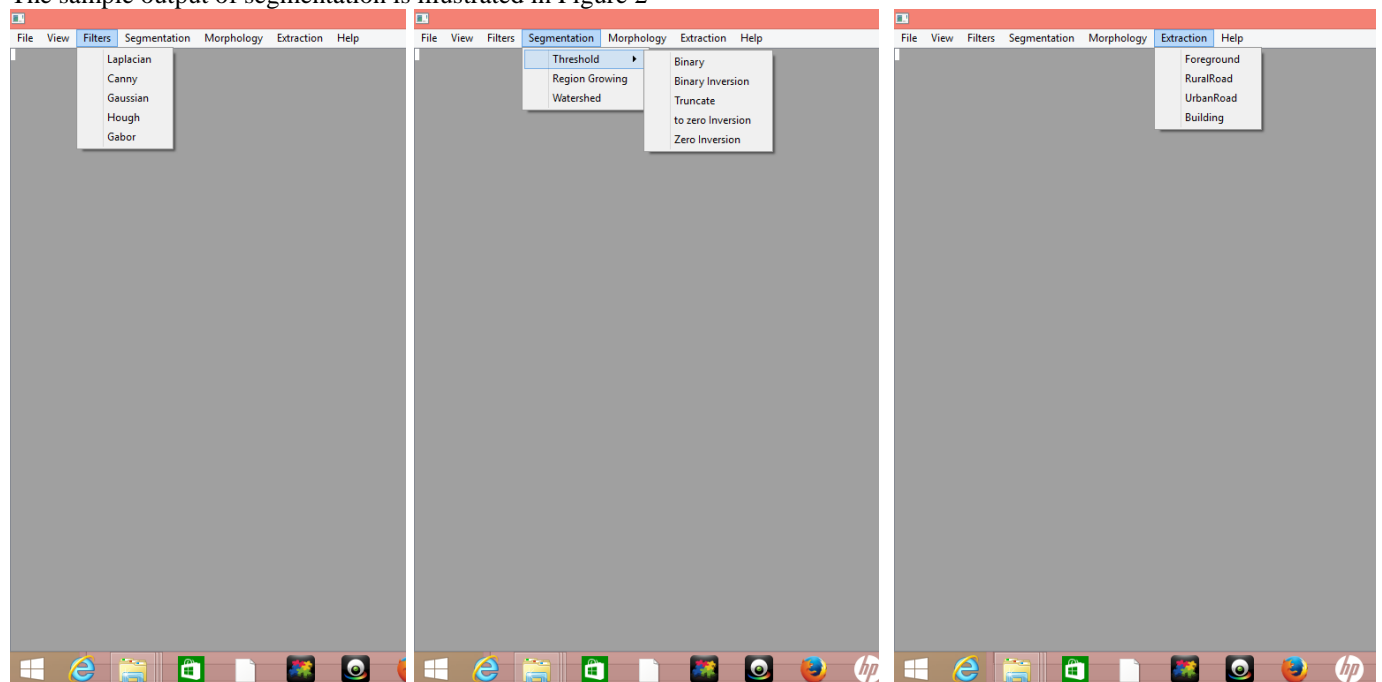 The sample output of segmentation is illustrated in Figure 2
File View Filters Segmentation Morphology Extraction Help
Laplacian
Canny
Gaussian
Hough
Gabor
File View Filters Segmentation Morphology Extraction Help
Threshold
Region Growing
Watershed
Binary
Binary Inversion
Truncate
to zero Inversion
Zero Inversion
File View Filters Segmentation Morphology Extraction Help
Foreground
RuralRoad
UrbanRoad
Building
hp
hp